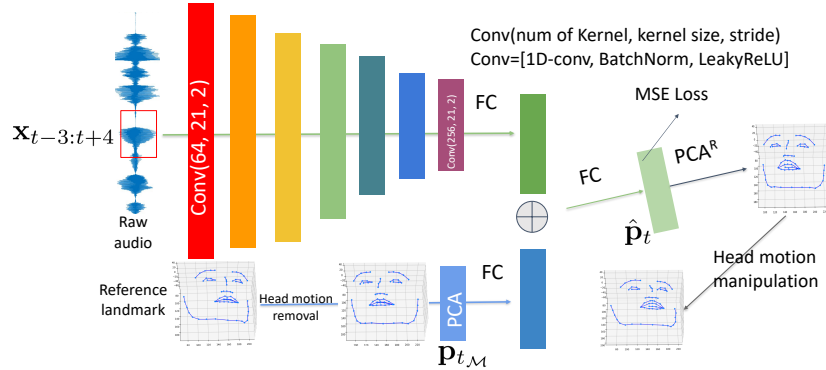 Conv(num of Kernel, kernel size, stride)
Conv=[1D-conv, BatchNorm, LeakyReLU]
MSE Loss
FC
x_{t−3:t+4}
Conv(64, 21, 2)
Conv(256, 21, 2)
FC
PCA^R
p̂_t
Raw
audio
Head motion
manipulation
Reference
landmark
Head motion
removal
PCA
FC
p_{t_ℳ}